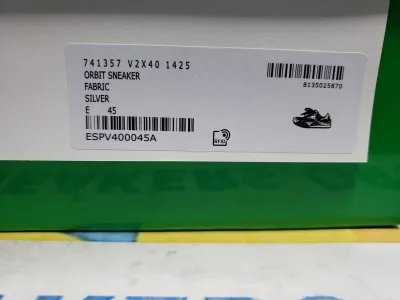 741357 V2X40 1425
ORBIT SNEAKER
FABRIC
SILVER
E 45
ESPV400045A
8135025870
RFID